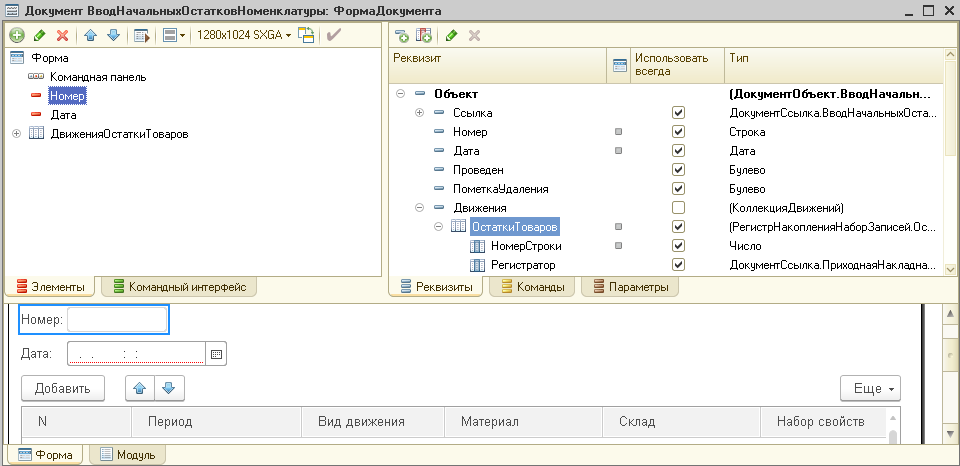 Документ ВводНачальныхОстатковНоменклатуры: ФормаДокумента
1280x1024 SXGA
Форма
Командная панель
Номер
Дата
ДвиженияОстаткиТоваров
Элементы
Командный интерфейс
Реквизит
Использовать всегда
Тип
Объект
(ДокументОбъект.ВводНачальн...
Ссылка
ДокументСсылка.ВводНачальныхОста...
Номер
Строка
Дата
Дата
Проведен
Булево
ПометкаУдаления
Булево
Движения
(КоллекцияДвижений)
ОстаткиТоваров
(РегистрНакопленияНаборЗаписей.Ос...
НомерСтроки
Число
Регистратор
ДокументСсылка.ПриходнаяНакладна...
Реквизиты
Команды
Параметры
Номер:
Дата:
. . : :
Добавить
Еще
N
Период
Вид движения
Материал
Склад
Набор свойств
Форма
Модуль